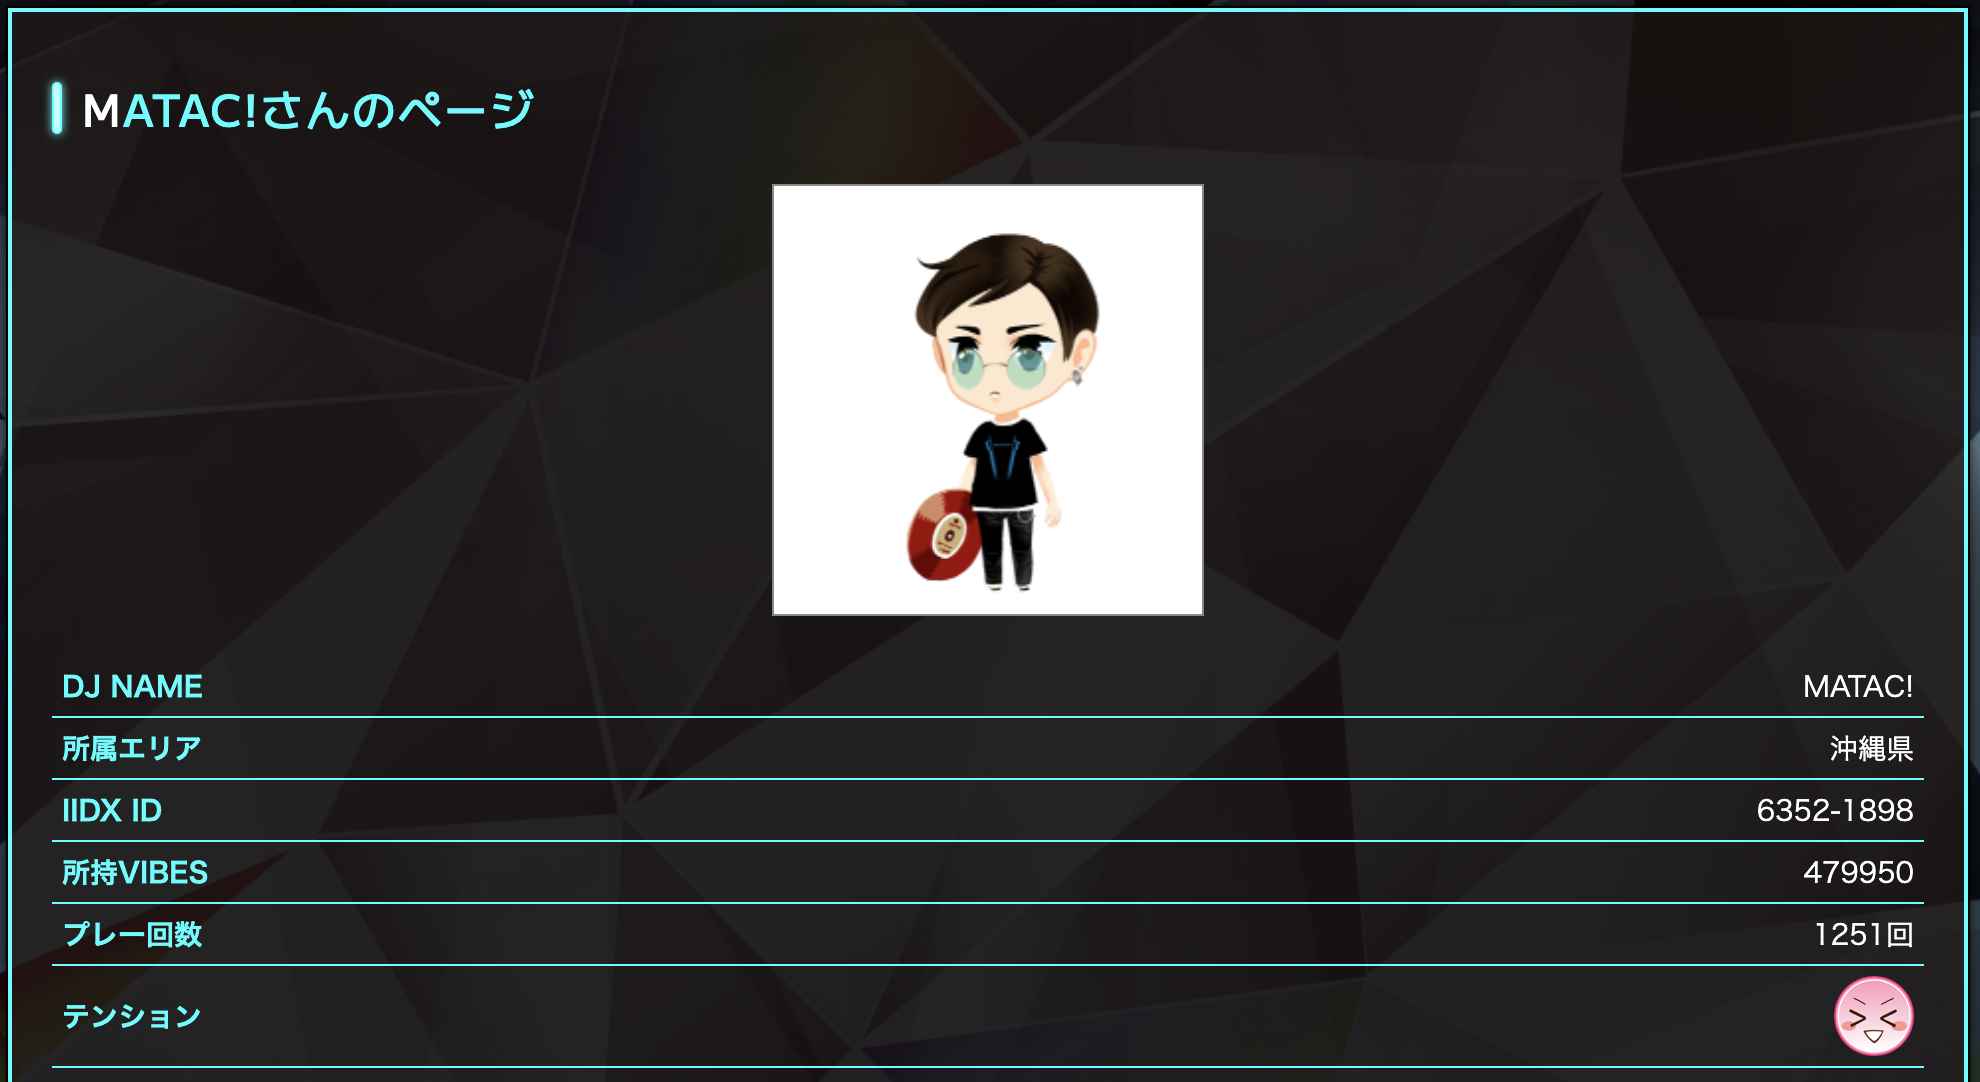 MATAC!さんのページ
DJ NAME MATAC!
所属エリア 沖縄県
IIDX ID 6352-1898
所持VIBES 479950
プレー回数 1251回
テンション